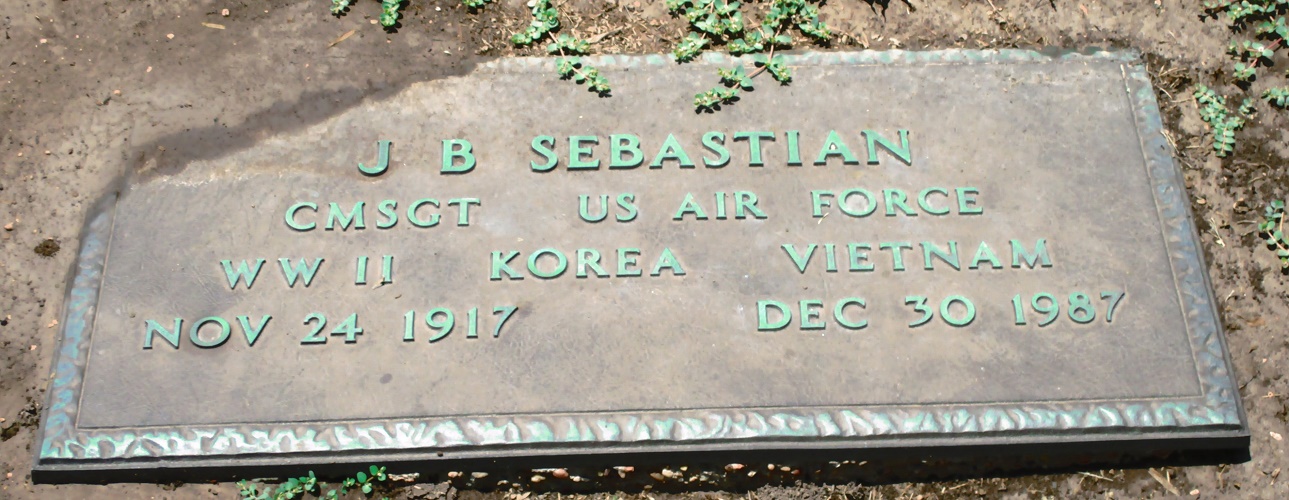 J B SEBASTIAN
CMSGT US AIR FORCE
WW II KOREA VIETNAM
NOV 24 1917 DEC 30 1987